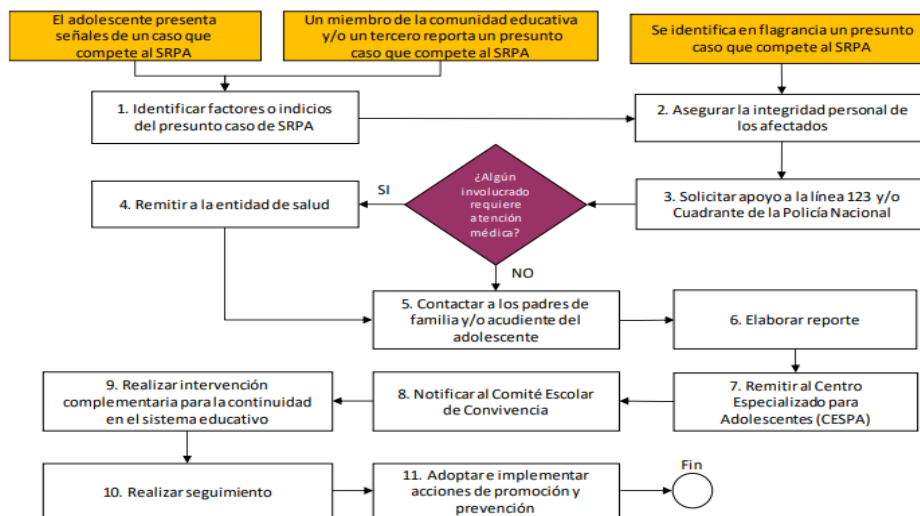 El adolescente presenta
señales de un caso que
compete al SRPA
Un miembro de la comunidad educativa
y/o un tercero reporta un presunto
caso que compete al SRPA
Se identifica en flagrancia un presunto
caso que compete al SRPA
1. Identificar factores o indicios
del presunto caso de SRPA
2. Asegurar la integridad personal de
los afectados
¿Algún
involucrado
requiere
atención
médica?
SI
NO
3. Solicitar apoyo a la línea 123 y/o
Cuadrante de la Policía Nacional
4. Remitir a la entidad de salud
5. Contactar a los padres de
familia y/o acudiente del
adolescente
6. Elaborar reporte
7. Remitir al Centro
Especializado para
Adolescentes (CESPA)
8. Notificar al Comité Escolar
de Convivencia
9. Realizar intervención
complementaria para la continuidad
en el sistema educativo
10. Realizar seguimiento
11. Adoptar e implementar
acciones de promoción y
prevención
Fin